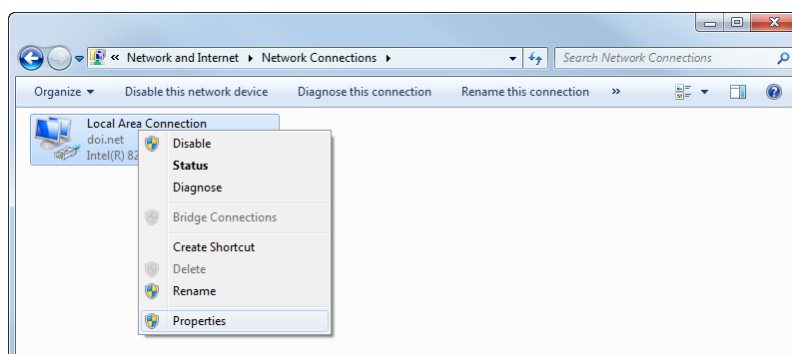 « Network and Internet Network Connections
Search Network Connections
Organize Disable this network device Diagnose this connection Rename this connection »
Local Area Connection
doi.net
Intel(R) 82
Disable
Status
Diagnose
Bridge Connections
Create Shortcut
Delete
Rename
Properties